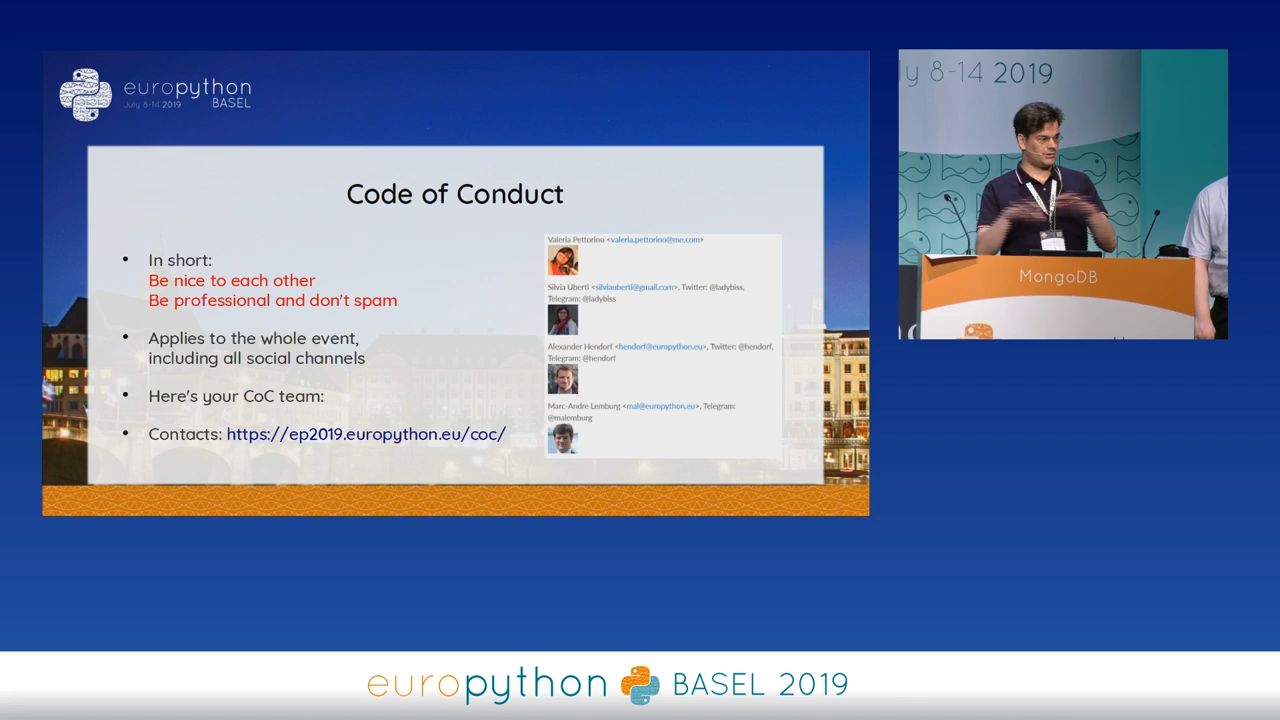 europython
July 8-14 2019 BASEL
Code of Conduct
• In short:
Be nice to each other
Be professional and don't spam
• Applies to the whole event,
including all social channels
• Here's your CoC team:
• Contacts: https://ep2019.europython.eu/coc/
Valeria Pettorino <valeria.pettorino@me.com>
Silvia Uberti <silviauberti@gmail.com>, Twitter: @ladybiss,
Telegram: @ladybiss
Alexander Hendorf <hendorf@europython.eu>, Twitter: @hendorf,
Telegram: @hendorf
Marc-Andre Lemburg <mal@europython.eu>, Telegram:
@malemburg
ly 8-14 2019
MongoDB
europython BASEL 2019